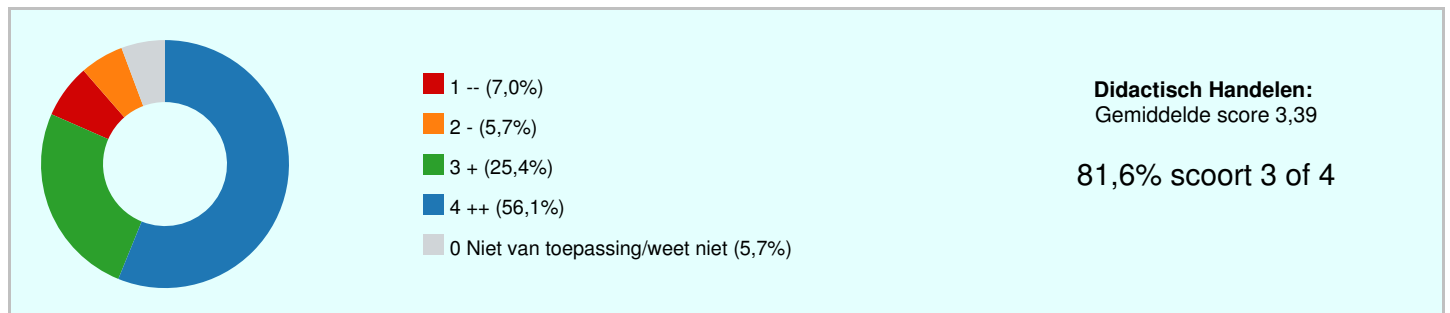 1 -- (7,0%)
2 - (5,7%)
3 + (25,4%)
4 ++ (56,1%)
0 Niet van toepassing/weet niet (5,7%)
Didactisch Handelen:
Gemiddelde score 3,39
81,6% scoort 3 of 4